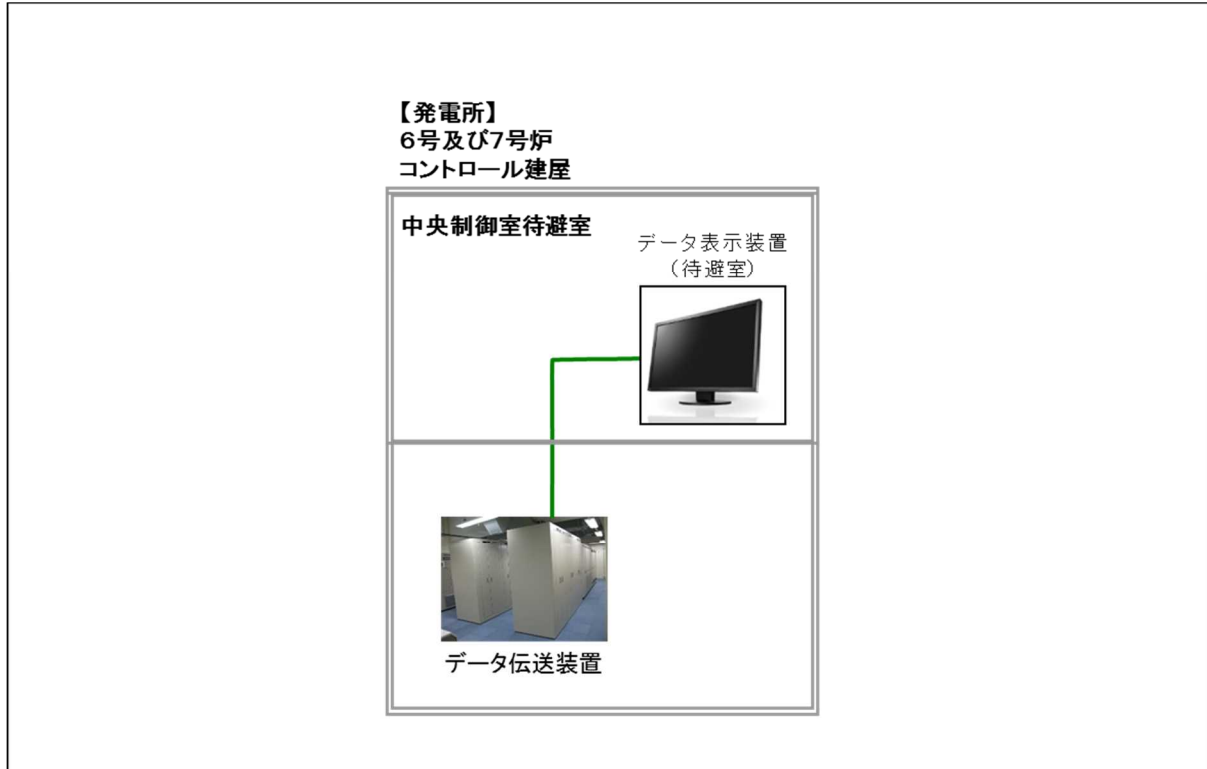 【発電所】
6号及び7号炉
コントロール建屋
中央制御室待避室
データ表示装置
（待避室）
データ伝送装置